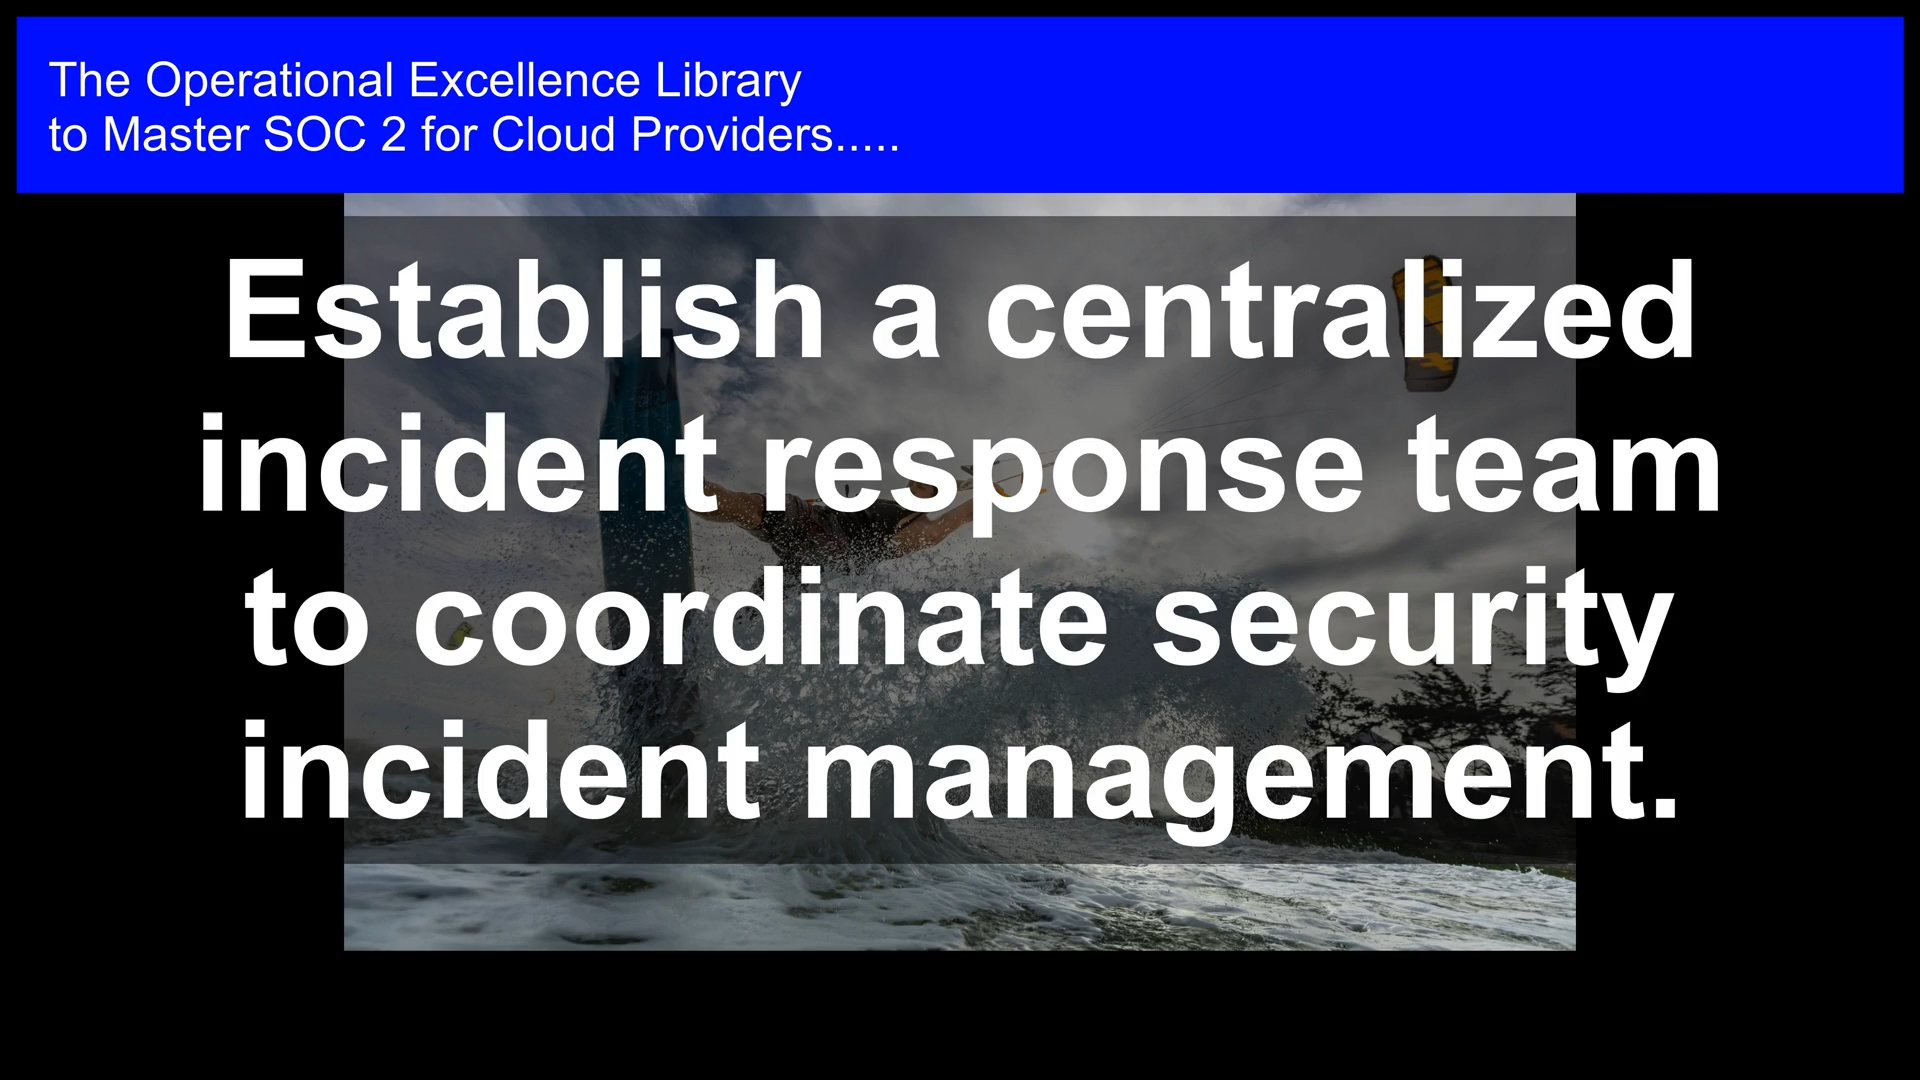 The Operational Excellence Library
to Master SOC 2 for Cloud Providers.....
Establish a centralized
incident response team
to coordinate security
incident management.